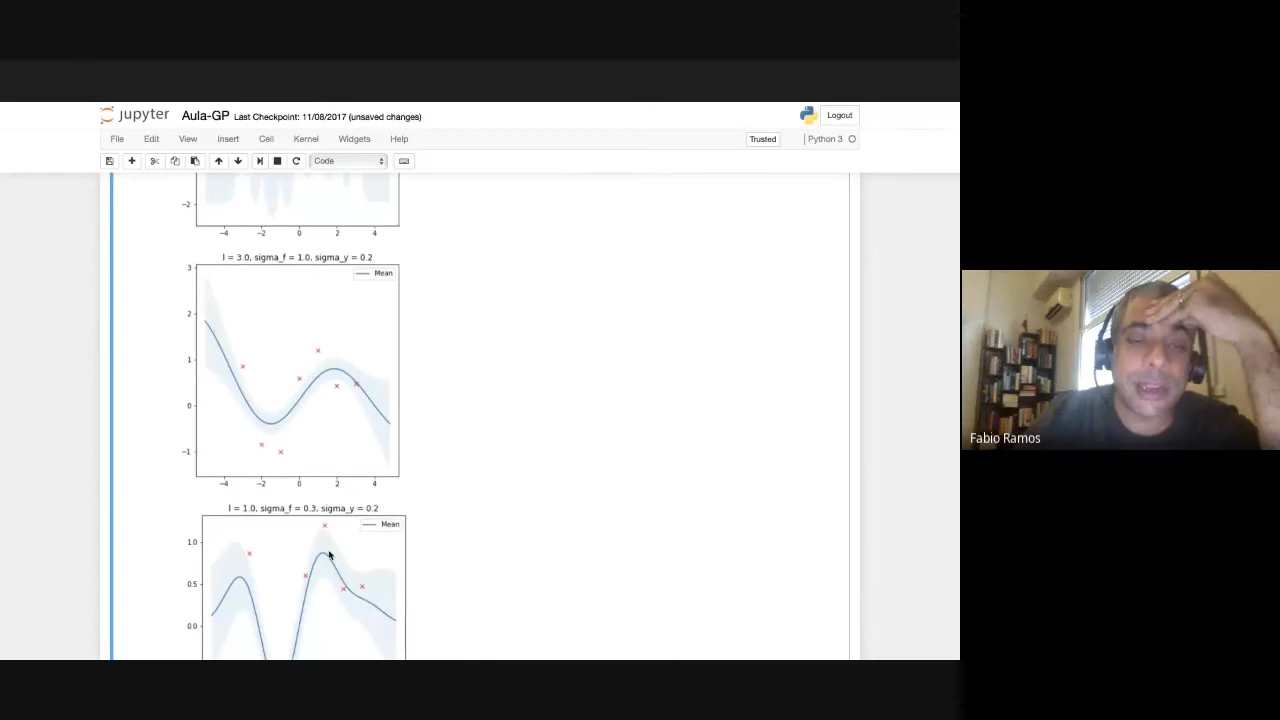 jupyter Aula-GP Last Checkpoint: 11/08/2017 (unsaved changes) Logout
File Edit View Insert Cell Kernel Widgets Help Trusted Python 3
Code
−2
−4 −2 0 2 4
l = 3.0, sigma_f = 1.0, sigma_y = 0.2
Mean
3
2
1
0
−1
−4 −2 0 2 4
l = 1.0, sigma_f = 0.3, sigma_y = 0.2
Mean
1.0
0.5
0.0
Fabio Ramos